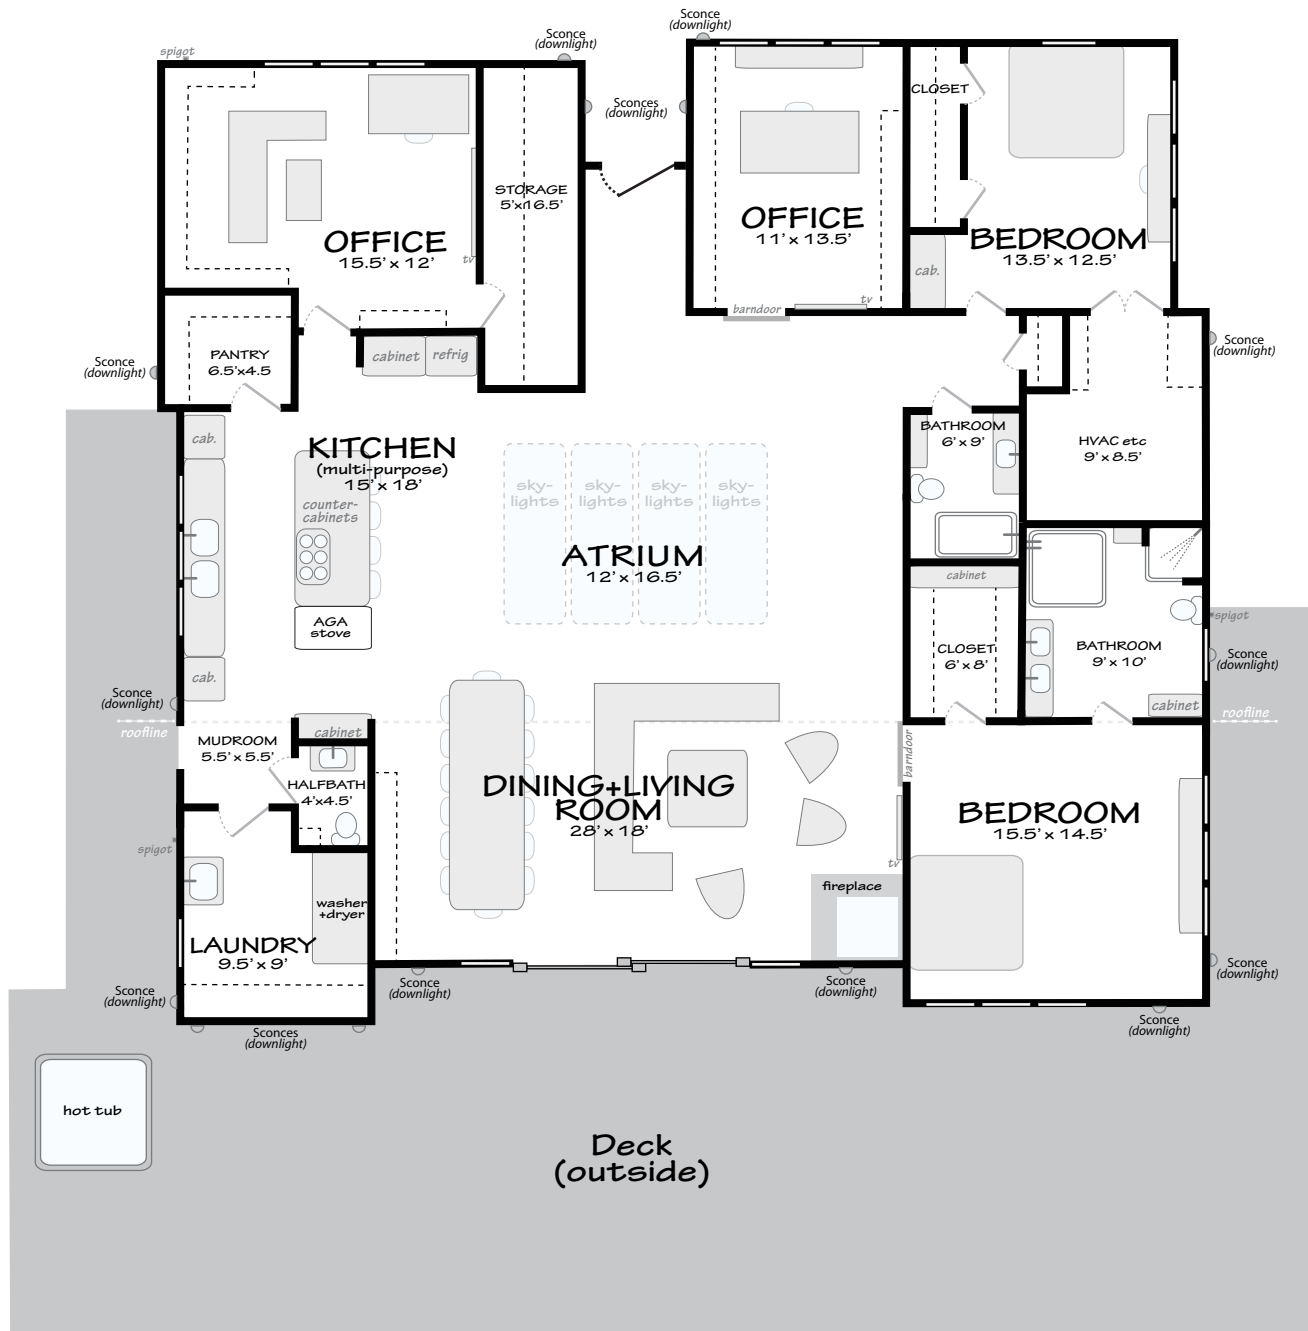 Sconce
(downlight)
Sconce
(downlight)
spigot
Sconces
(downlight)
CLOSET
STORAGE
5'x16.5'
OFFICE
15.5' x 12'
tv
OFFICE
11' x 13.5'
BEDROOM
13.5' x 12.5'
cab.
barndoor
tv
PANTRY
6.5'x4.5
cabinet
refrig
Sconce
(downlight)
Sconce
(downlight)
cab.
KITCHEN
(multi-purpose)
15' x 18'
counter-
cabinets
sky-
lights
sky-
lights
sky-
lights
sky-
lights
BATHROOM
6' x 9'
HVAC etc
9' x 8.5'
ATRIUM
12' x 16.5'
cabinet
AGA
stove
spigot
CLOSET
6' x 8'
BATHROOM
9' x 10'
Sconce
(downlight)
cab.
Sconce
(downlight)
cabinet
roofline
roofline
MUDROOM
5.5' x 5.5'
cabinet
barndoor
HALFBATH
4'x4.5'
DINING+LIVING
ROOM
28' x 18'
BEDROOM
15.5' x 14.5'
spigot
tv
fireplace
washer
+dryer
LAUNDRY
9.5' x 9'
Sconce
(downlight)
Sconce
(downlight)
Sconce
(downlight)
Sconce
(downlight)
Sconces
(downlight)
Sconce
(downlight)
hot tub
Deck
(outside)